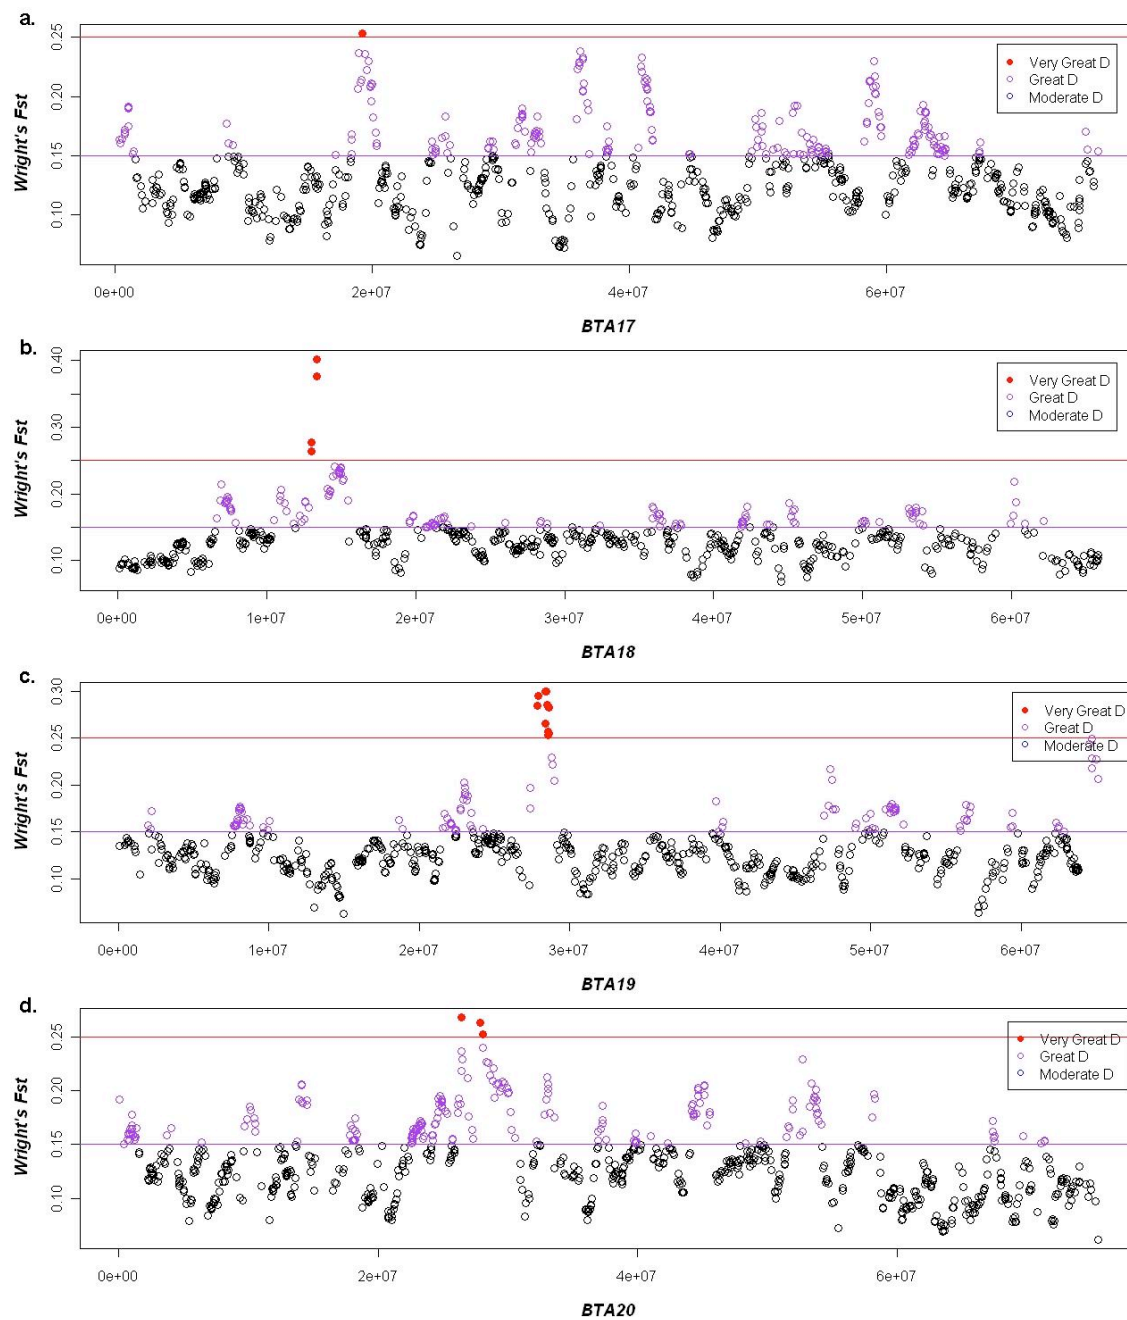 a.
Wright's Fst
0.25
0.20
0.15
0.10
Very Great D
Great D
Moderate D
0e+00 2e+07 4e+07 6e+07
BTA17
b.
Wright's Fst
0.40
0.30
0.20
0.10
Very Great D
Great D
Moderate D
0e+00 1e+07 2e+07 3e+07 4e+07 5e+07 6e+07
BTA18
c.
Wright's Fst
0.30
0.25
0.20
0.15
0.10
Very Great D
Great D
Moderate D
0e+00 1e+07 2e+07 3e+07 4e+07 5e+07 6e+07
BTA19
d.
Wright's Fst
0.25
0.20
0.15
0.10
Very Great D
Great D
Moderate D
0e+00 2e+07 4e+07 6e+07
BTA20